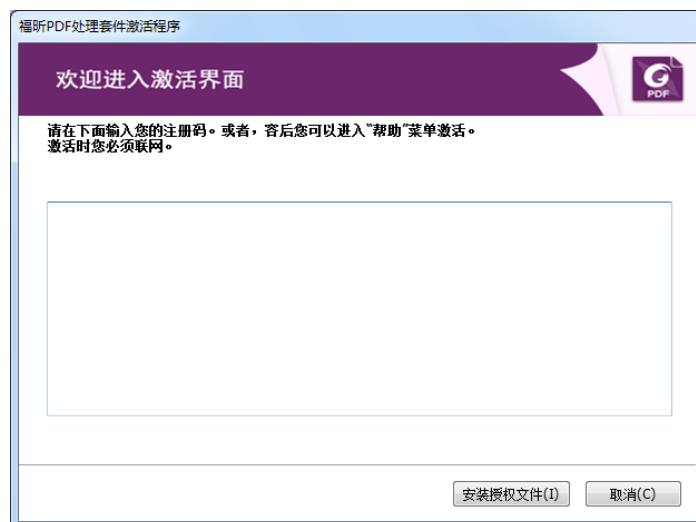 福昕PDF处理套件激活程序
欢迎进入激活界面
PDF
请在下面输入您的注册码。或者，容后您可以进入"帮助"菜单激活。
激活时您必须联网。
安装授权文件(I)
取消(C)